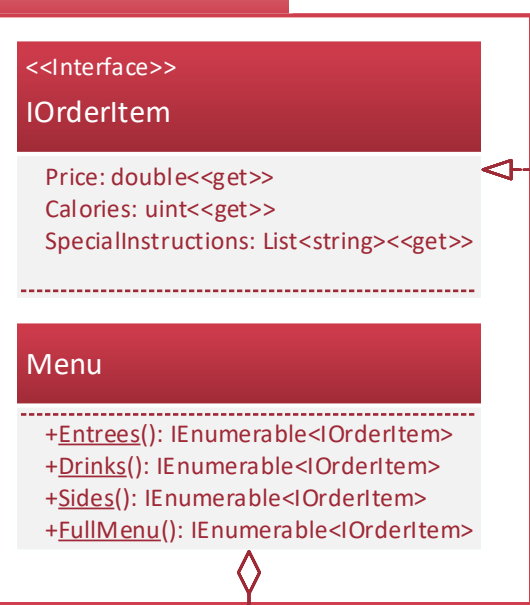 <<Interface>>
IOrderItem
Price: double<<get>>
Calories: uint<<get>>
SpecialInstructions: List<string><<get>>
Menu
+Entrees(): IEnumerable<IOrderItem>
+Drinks(): IEnumerable<IOrderItem>
+Sides(): IEnumerable<IOrderItem>
+FullMenu(): IEnumerable<IOrderItem>